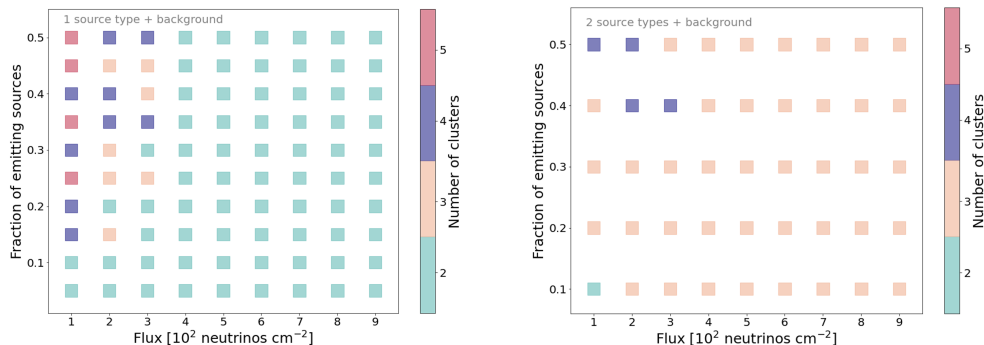 1 source type + background
Fraction of emitting sources
0.5
0.4
0.3
0.2
0.1
1 2 3 4 5 6 7 8 9
Flux [10² neutrinos cm⁻²]
5
4
3
2
Number of clusters
2 source types + background
Fraction of emitting sources
0.5
0.4
0.3
0.2
0.1
1 2 3 4 5 6 7 8 9
Flux [10² neutrinos cm⁻²]
5
4
3
2
Number of clusters